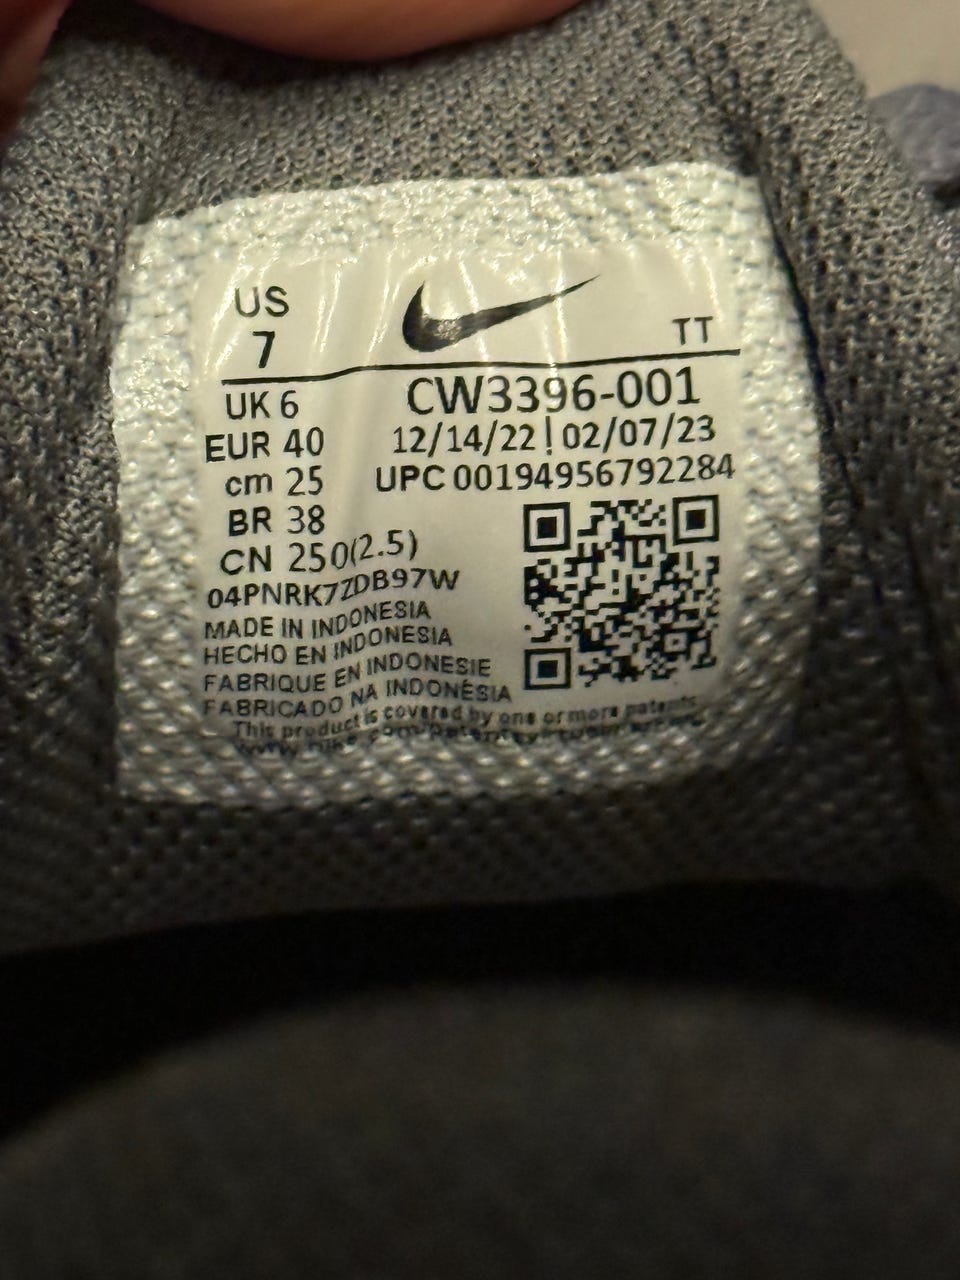 US
7
TT
UK 6
CW3396-001
EUR 40
12/14/22 | 02/07/23
cm 25
UPC 00194956792284
BR 38
CN 250(2.5)
04PNRK7ZDB97W
MADE IN INDONESIA
HECHO EN INDONESIA
FABRIQUE EN INDONESIE
FABRICADO NA INDONÉSIA
This product is covered by one or more patents.